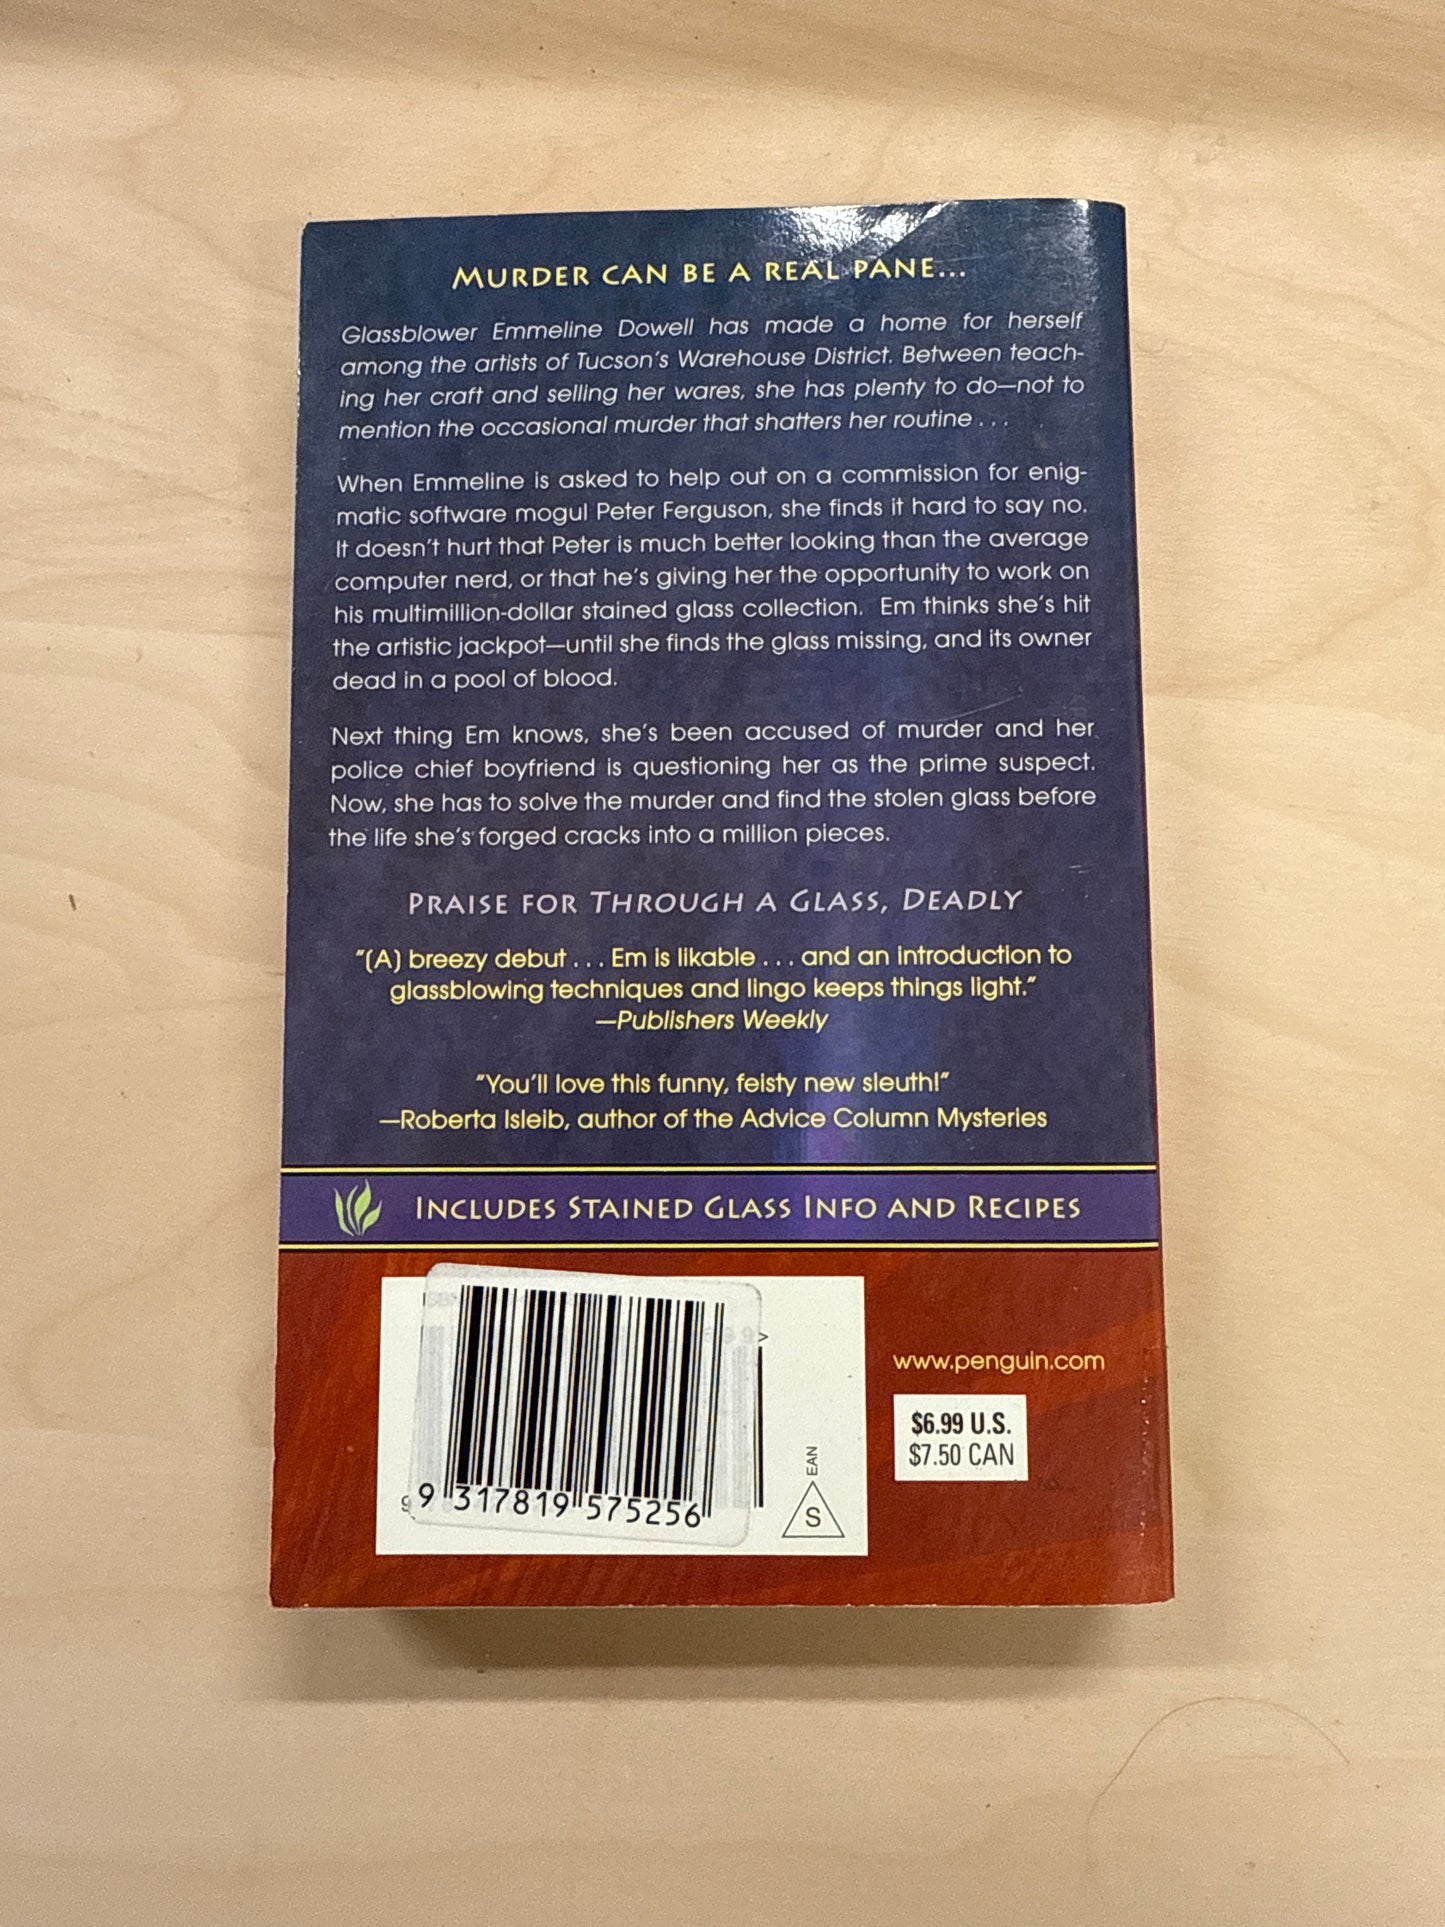 MURDER CAN BE A REAL PANE...
Glassblower Emmeline Dowell has made a home for herself
among the artists of Tucson's Warehouse District. Between teach-
ing her craft and selling her wares, she has plenty to do—not to
mention the occasional murder that shatters her routine . . .
When Emmeline is asked to help out on a commission for enig-
matic software mogul Peter Ferguson, she finds it hard to say no.
It doesn't hurt that Peter is much better looking than the average
computer nerd, or that he's giving her the opportunity to work on
his multimillion-dollar stained glass collection. Em thinks she's hit
the artistic jackpot—until she finds the glass missing, and its owner
dead in a pool of blood.
Next thing Em knows, she's been accused of murder and her
police chief boyfriend is questioning her as the prime suspect.
Now, she has to solve the murder and find the stolen glass before
the life she's forged cracks into a million pieces.
PRAISE FOR THROUGH A GLASS, DEADLY
"(A) breezy debut . . . Em is likable . . . and an introduction to
glassblowing techniques and lingo keeps things light."
—Publishers Weekly
"You'll love this funny, feisty new sleuth!"
—Roberta Isleib, author of the Advice Column Mysteries
INCLUDES STAINED GLASS INFO AND RECIPES
9 317819 575256
EAN
S
www.penguin.com
$6.99 U.S.
$7.50 CAN